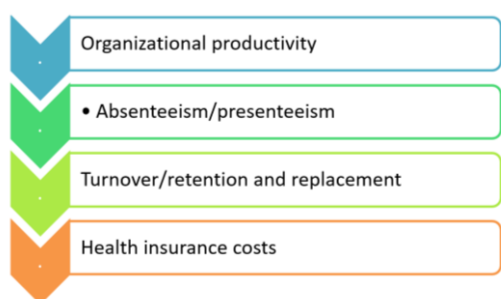 Organizational productivity
• Absenteeism/presenteeism
Turnover/retention and replacement
Health insurance costs